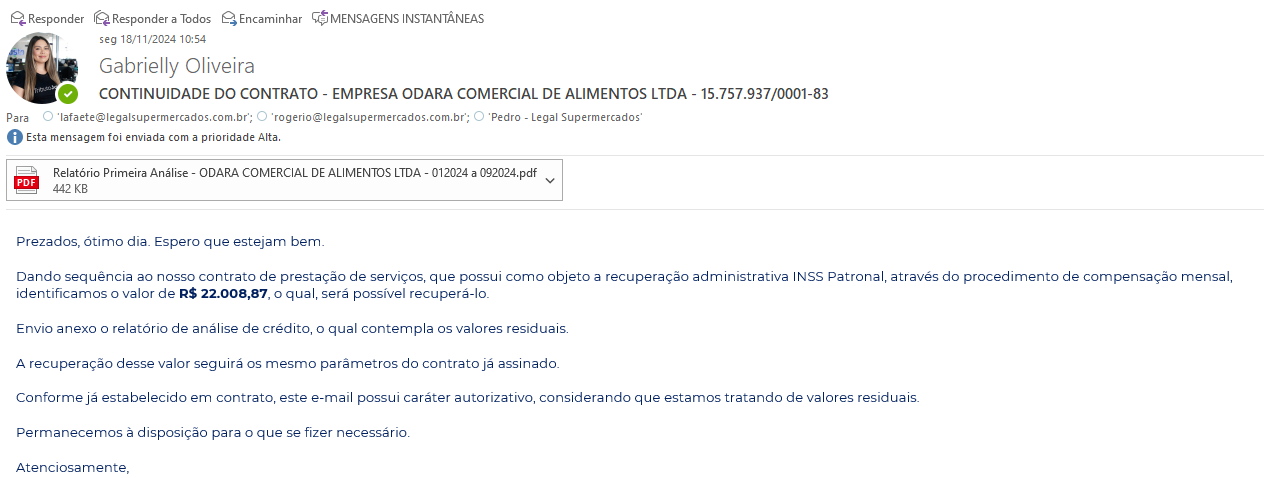 Responder Responder a Todos Encaminhar MENSAGENS INSTANTÂNEAS
seg 18/11/2024 10:54
Gabrielly Oliveira
CONTINUIDADE DO CONTRATO - EMPRESA ODARA COMERCIAL DE ALIMENTOS LTDA - 15.757.937/0001-83
Para 'lafaete@legalsupermercados.com.br'; 'rogerio@legalsupermercados.com.br'; 'Pedro - Legal Supermercados'
Esta mensagem foi enviada com a prioridade Alta.
PDF
Relatório Primeira Análise - ODARA COMERCIAL DE ALIMENTOS LTDA - 012024 a 092024.pdf
442 KB
Prezados, ótimo dia. Espero que estejam bem.
Dando sequência ao nosso contrato de prestação de serviços, que possui como objeto a recuperação administrativa INSS Patronal, através do procedimento de compensação mensal,
identificamos o valor de R$ 22.008,87, o qual, será possível recuperá-lo.
Envio anexo o relatório de análise de crédito, o qual contempla os valores residuais.
A recuperação desse valor seguirá os mesmo parâmetros do contrato já assinado.
Conforme já estabelecido em contrato, este e-mail possui caráter autorizativo, considerando que estamos tratando de valores residuais.
Permanecemos à disposição para o que se fizer necessário.
Atenciosamente,